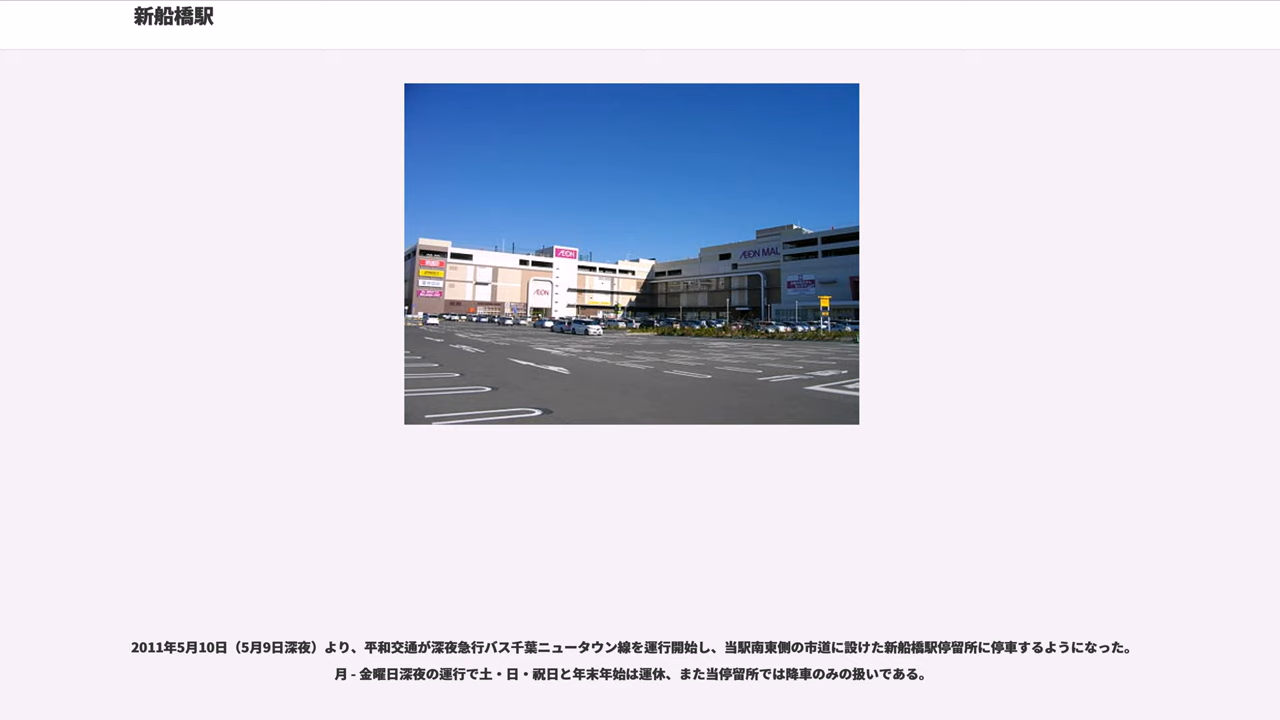 新船橋駅
ÆON
ÆON MALL
ÆON
2011年5月10日（5月9日深夜）より、平和交通が深夜急行バス千葉ニュータウン線を運行開始し、当駅南東側の市道に設けた新船橋駅停留所に停車するようになった。
月 - 金曜日深夜の運行で土・日・祝日と年末年始は運休、また当停留所では降車のみの扱いである。